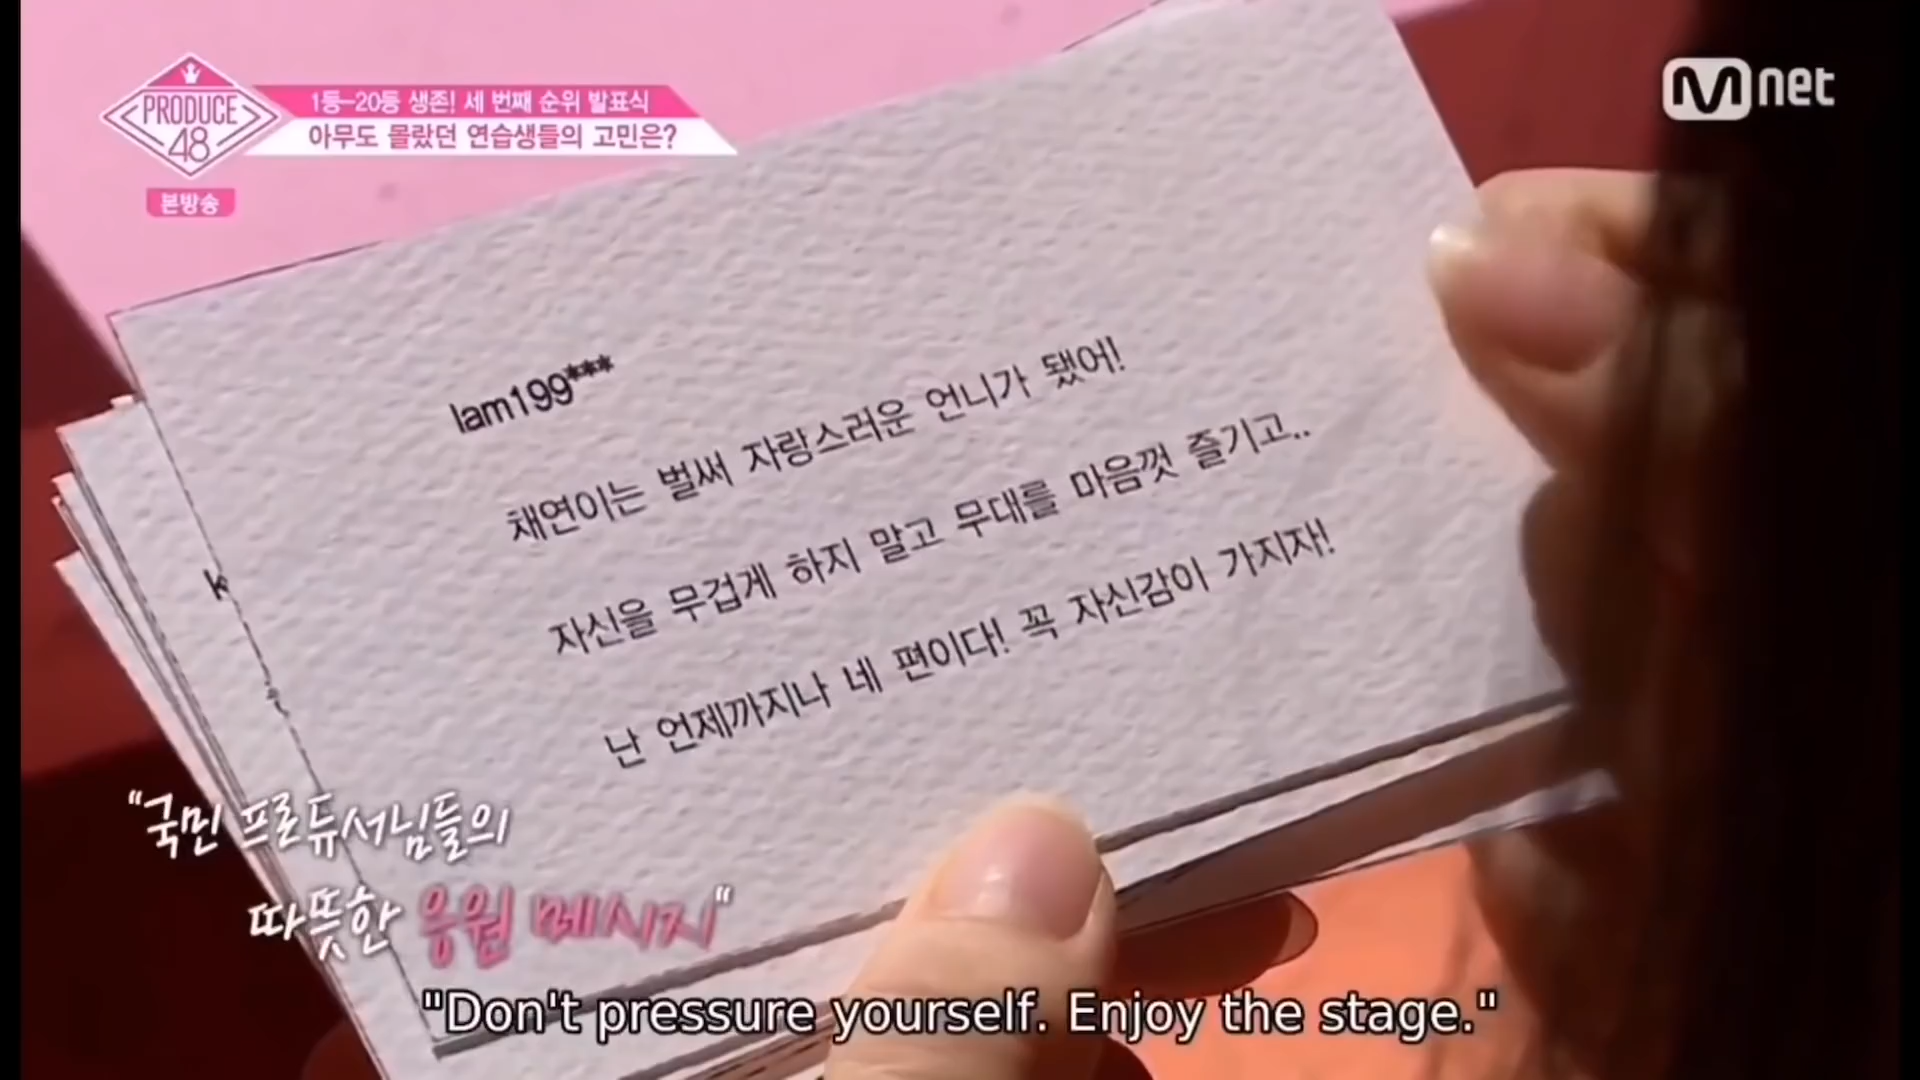 PRODUCE
48
1등-20등 생존! 세 번째 순위 발표식
아무도 몰랐던 연습생들의 고민은?
본방송
M net
lam199***
채연이는 벌써 자랑스러운 언니가 됐어!
자신을 무겁게 하지 말고 무대를 마음껏 즐기고..
난 언제까지나 네 편이다! 꼭 자신감이 가지자!
k
"국민 프로듀서님들의
따뜻한 응원 메시지"
"Don't pressure yourself. Enjoy the stage."